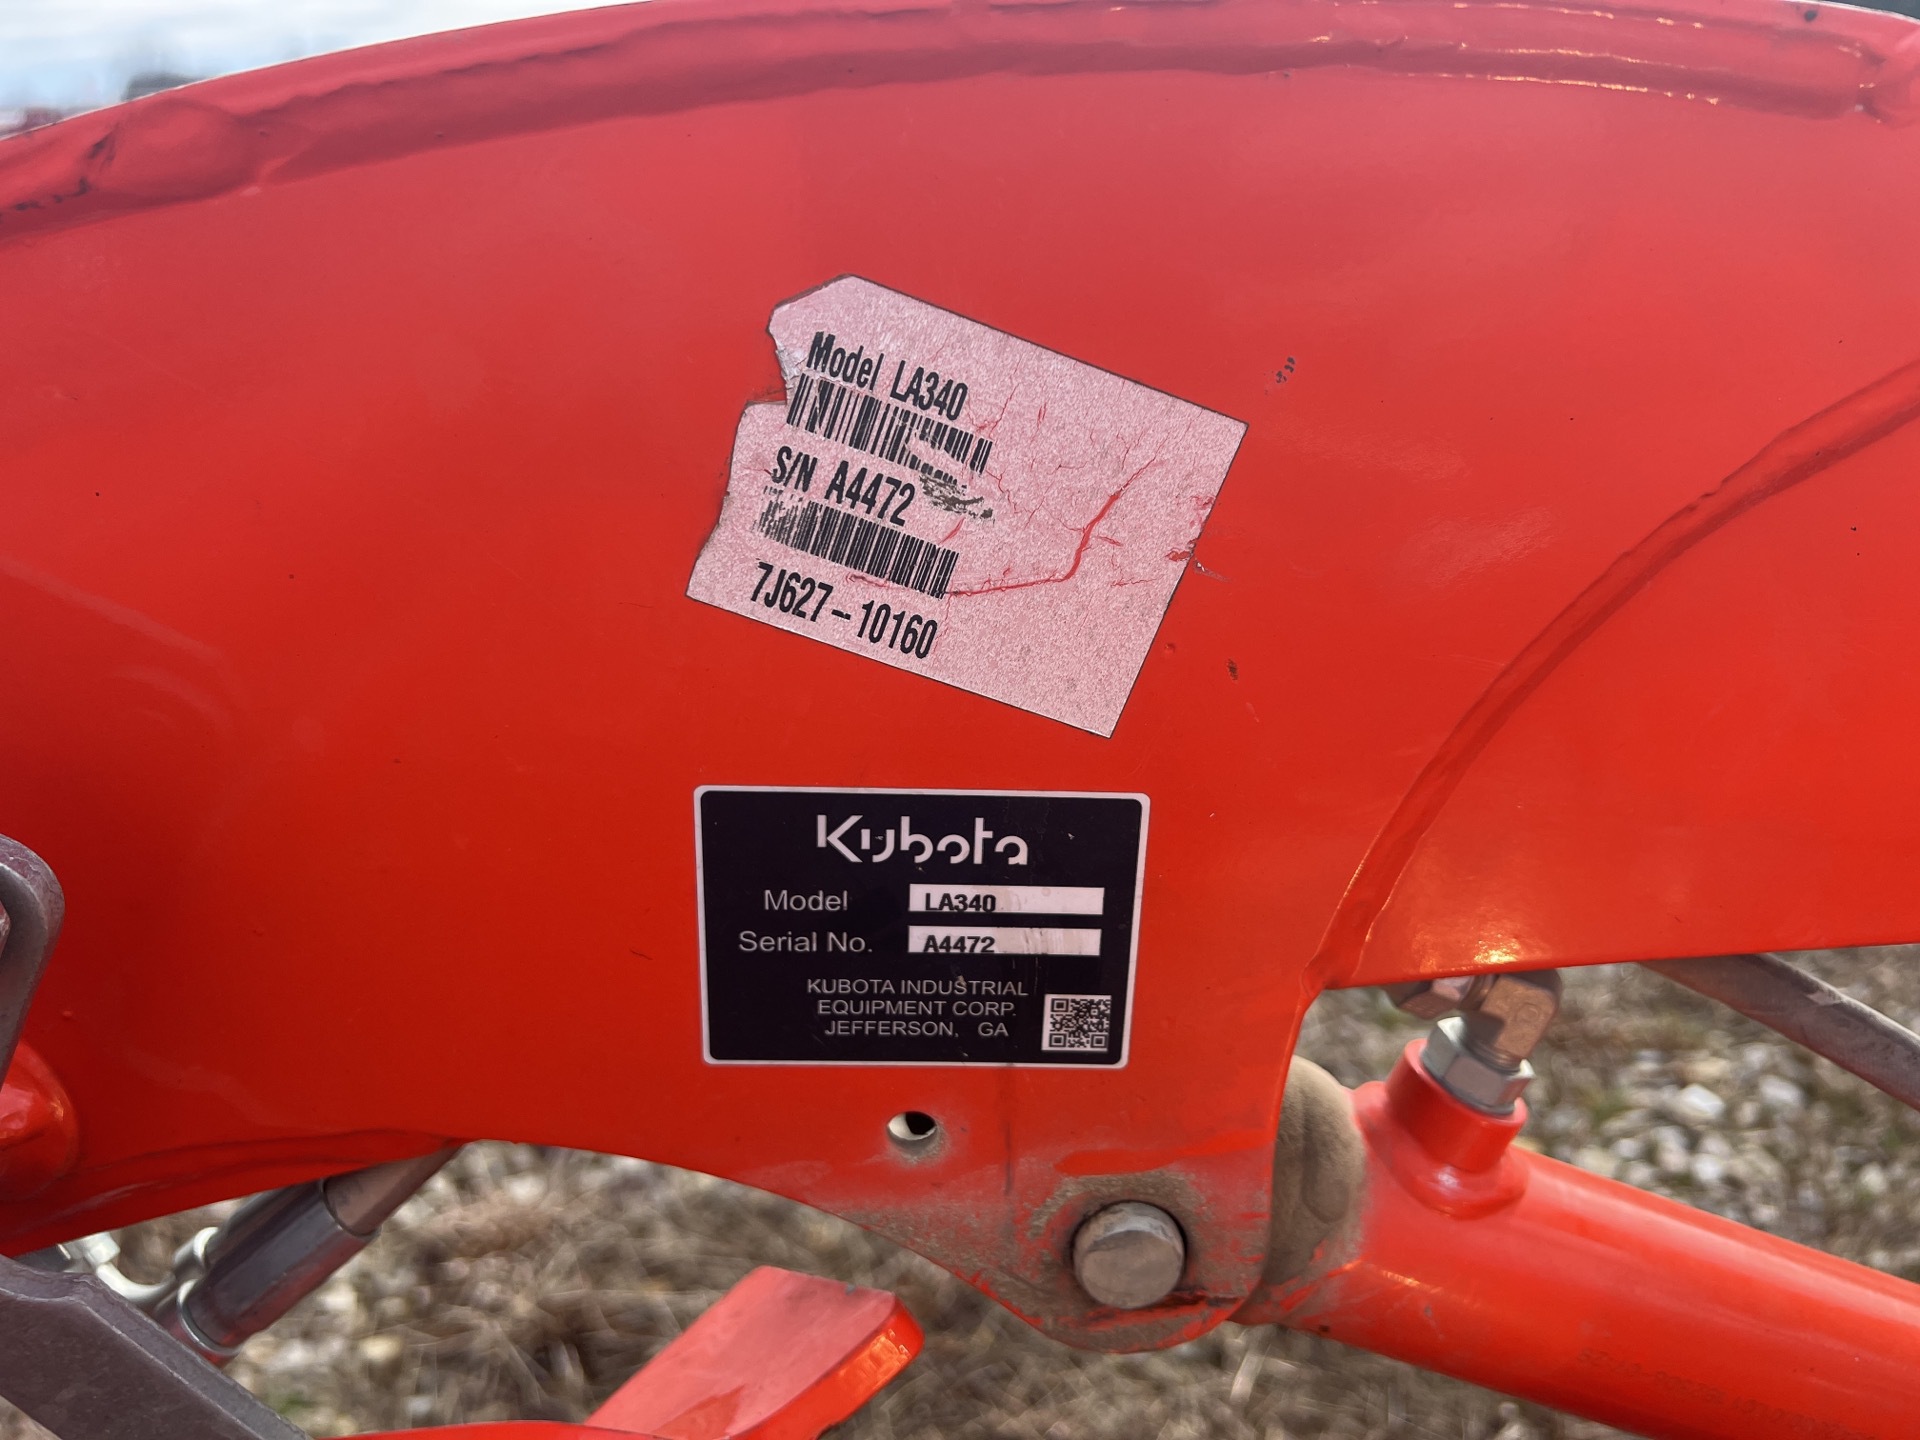 Model LA340
S/N A4472
7J627-10160
Kubota
Model LA340
Serial No. A4472
KUBOTA INDUSTRIAL
EQUIPMENT CORP.
JEFFERSON, GA